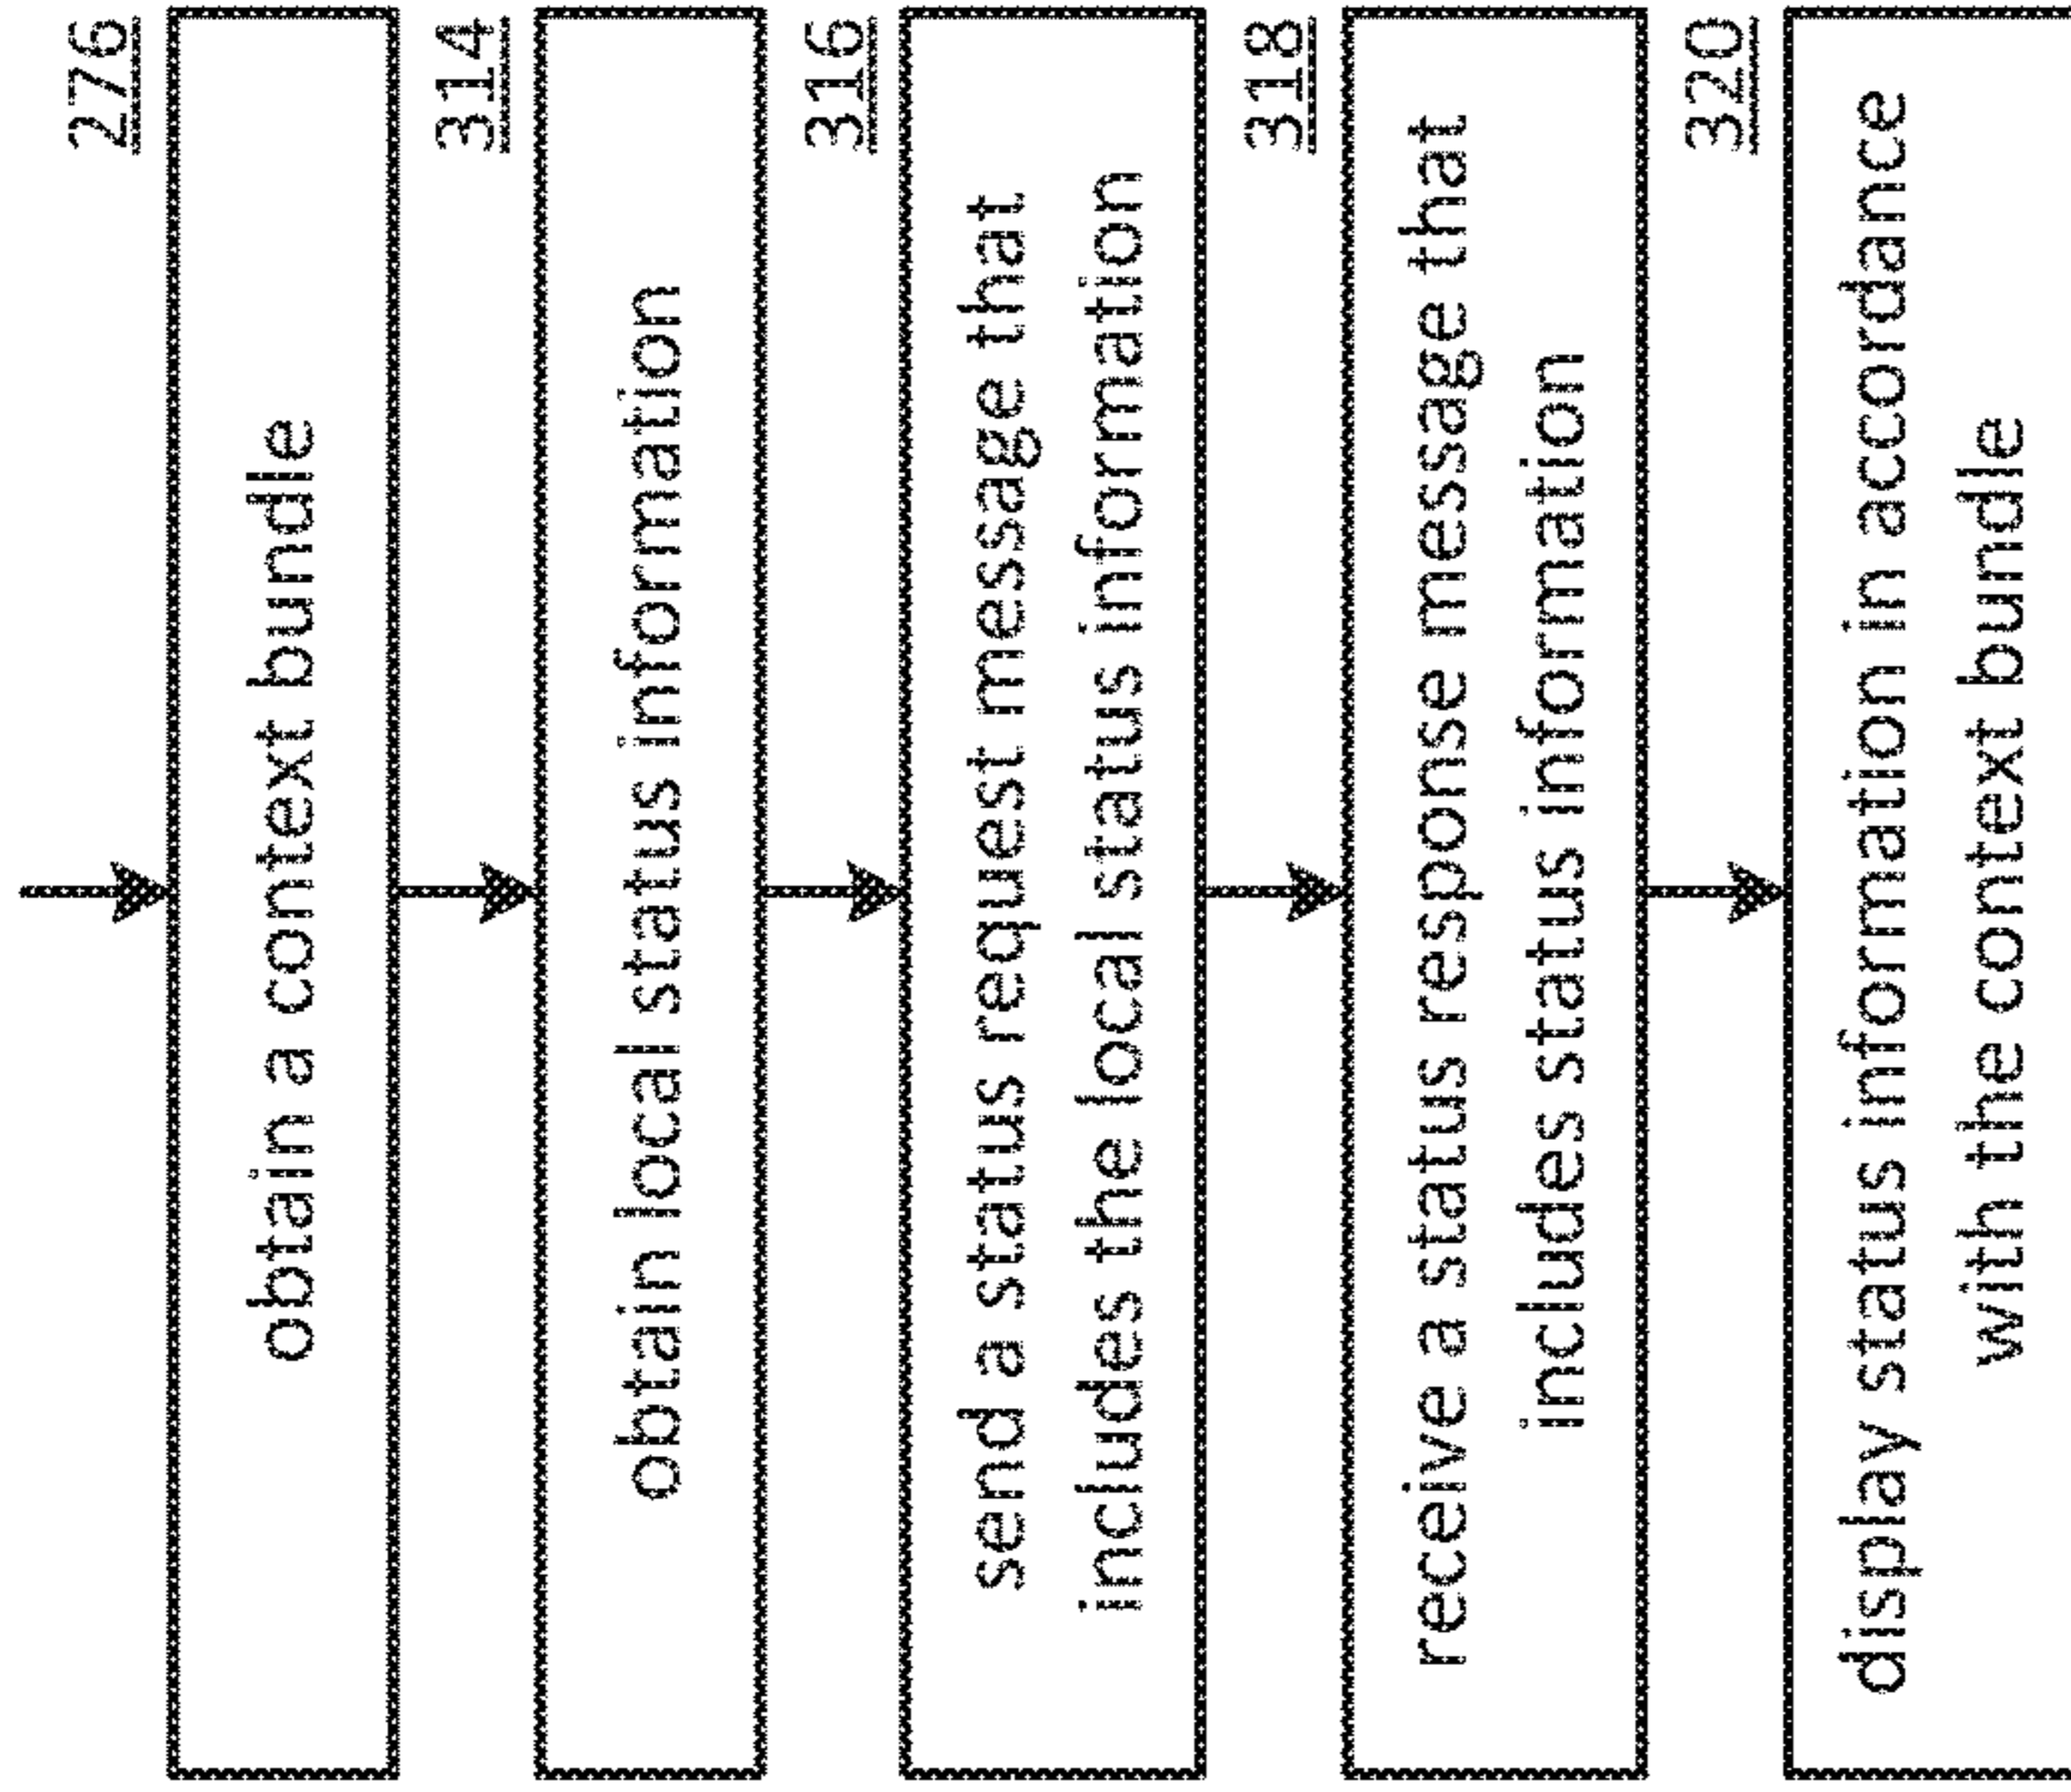 276
obtain a context bundle
314
obtain local status information
316
send a status request message that
includes the local status information
318
receive a status response message that
includes status information
320
display status information in accordance
with the context bundle